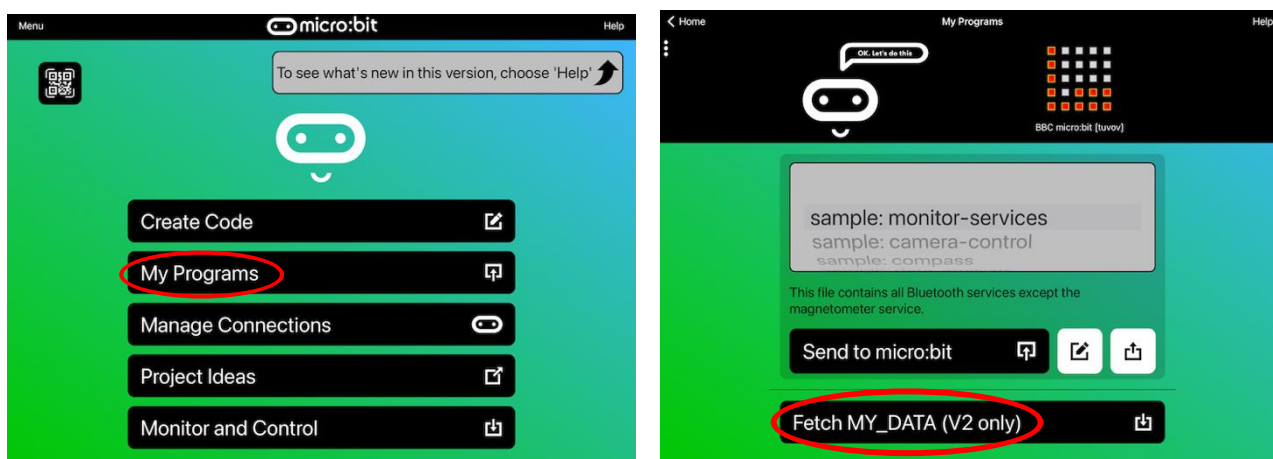 Menu
micro:bit
Help
To see what's new in this version, choose 'Help'
Create Code
My Programs
Manage Connections
Project Ideas
Monitor and Control
Home
My Programs
Help
OK. Let's do this
BBC micro:bit [tuvov]
sample: monitor-services
sample: camera-control
sample: compass
This file contains all Bluetooth services except the
magnetometer service.
Send to micro:bit
Fetch MY_DATA (V2 only)